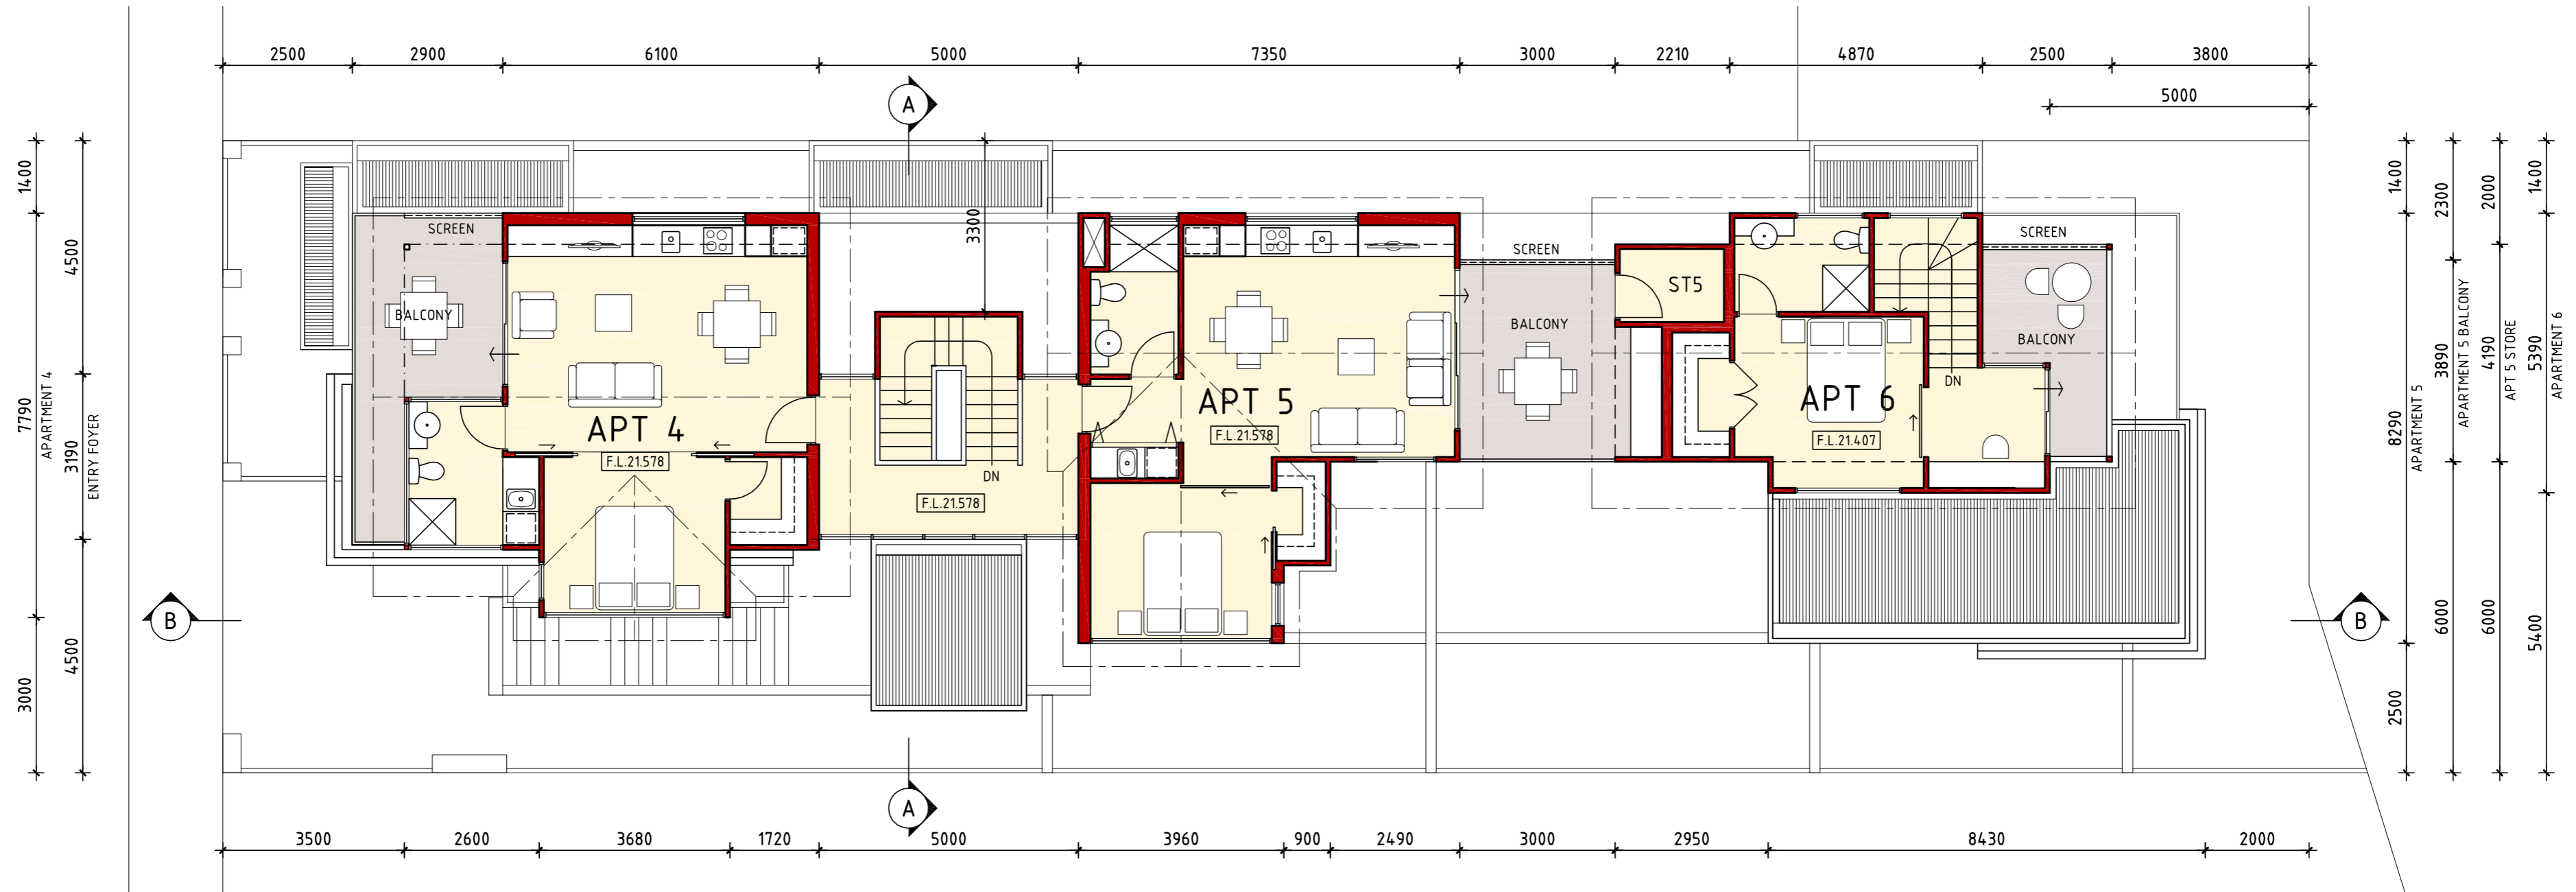 2500 2900 6100 5000 7350 3000 2210 4870 2500 3800
5000
A
1400
7790
3000
APARTMENT 4
4500
3190
4500
ENTRY FOYER
3300
SCREEN
BALCONY
APT 4
F.L.21.578
DN
F.L.21.578
APT 5
F.L.21.578
SCREEN
BALCONY
ST5
APT 6
F.L.21.407
DN
SCREEN
BALCONY
1400
8290
2500
APARTMENT 5
2300
3890
6000
APARTMENT 5 BALCONY
2000
4190
6000
APT 5 STORE
1400
5390
5400
APARTMENT 6
B
B
A
3500 2600 3680 1720 5000 3960 900 2490 3000 2950 8430 2000